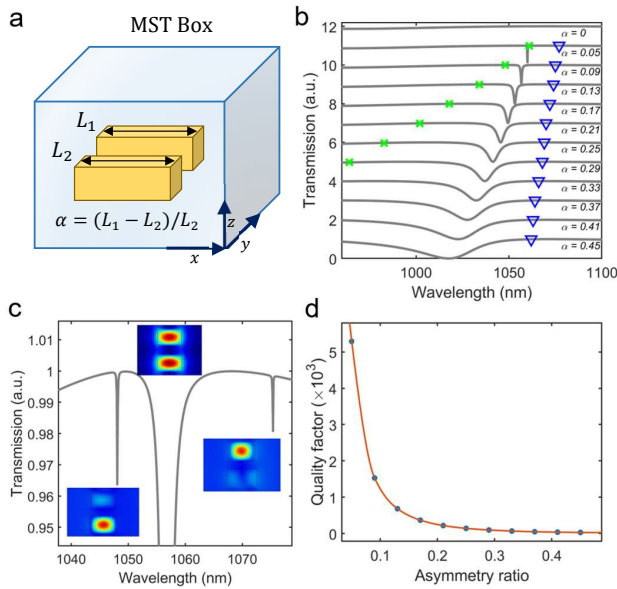 a
MST Box
L₁
L₂
α = (L₁ − L₂)/L₂
z
y
x
b
12
10
8
6
4
2
0
Transmission (a.u.)
α = 0
α = 0.05
α = 0.09
α = 0.13
α = 0.17
α = 0.21
α = 0.25
α = 0.29
α = 0.33
α = 0.37
α = 0.41
α = 0.45
1000
1050
1100
Wavelength (nm)
c
1.01
1
0.99
0.98
0.97
0.96
0.95
Transmission (a.u.)
1040
1050
1060
1070
Wavelength (nm)
d
5
4
3
2
1
0
Quality factor (×10³)
0.1
0.2
0.3
0.4
Asymmetry ratio